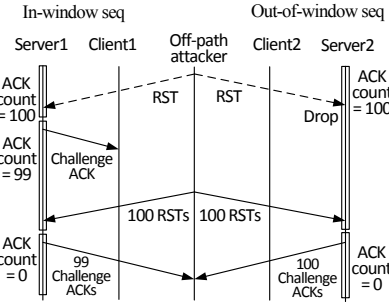 In-window seq
Out-of-window seq
Server1
Client1
Off-path
attacker
Client2
Server2
ACK
count
= 100
RST
RST
ACK
count
= 100
Drop
ACK
count
= 99
Challenge
ACK
100 RSTs
100 RSTs
ACK
count
= 0
99
Challenge
ACKs
100
Challenge
ACKs
ACK
count
= 0